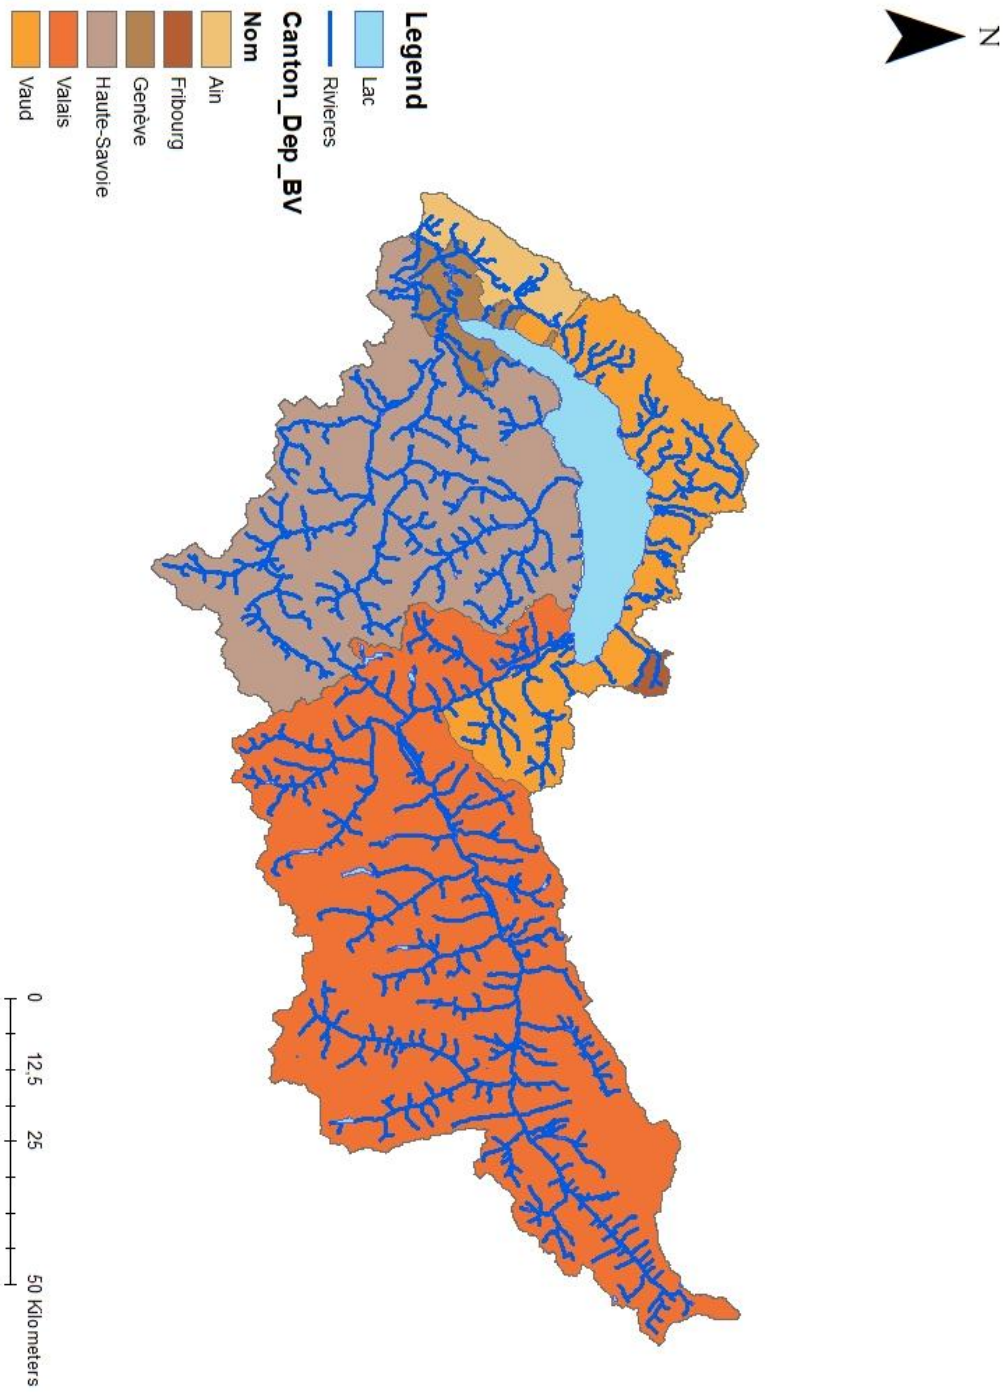 N
Legend
Lac
Rivieres
Canton_Dep_BV
Nom
Ain
Fribourg
Genève
Haute-Savoie
Valais
Vaud
0 12,5 25 50 Kilometers